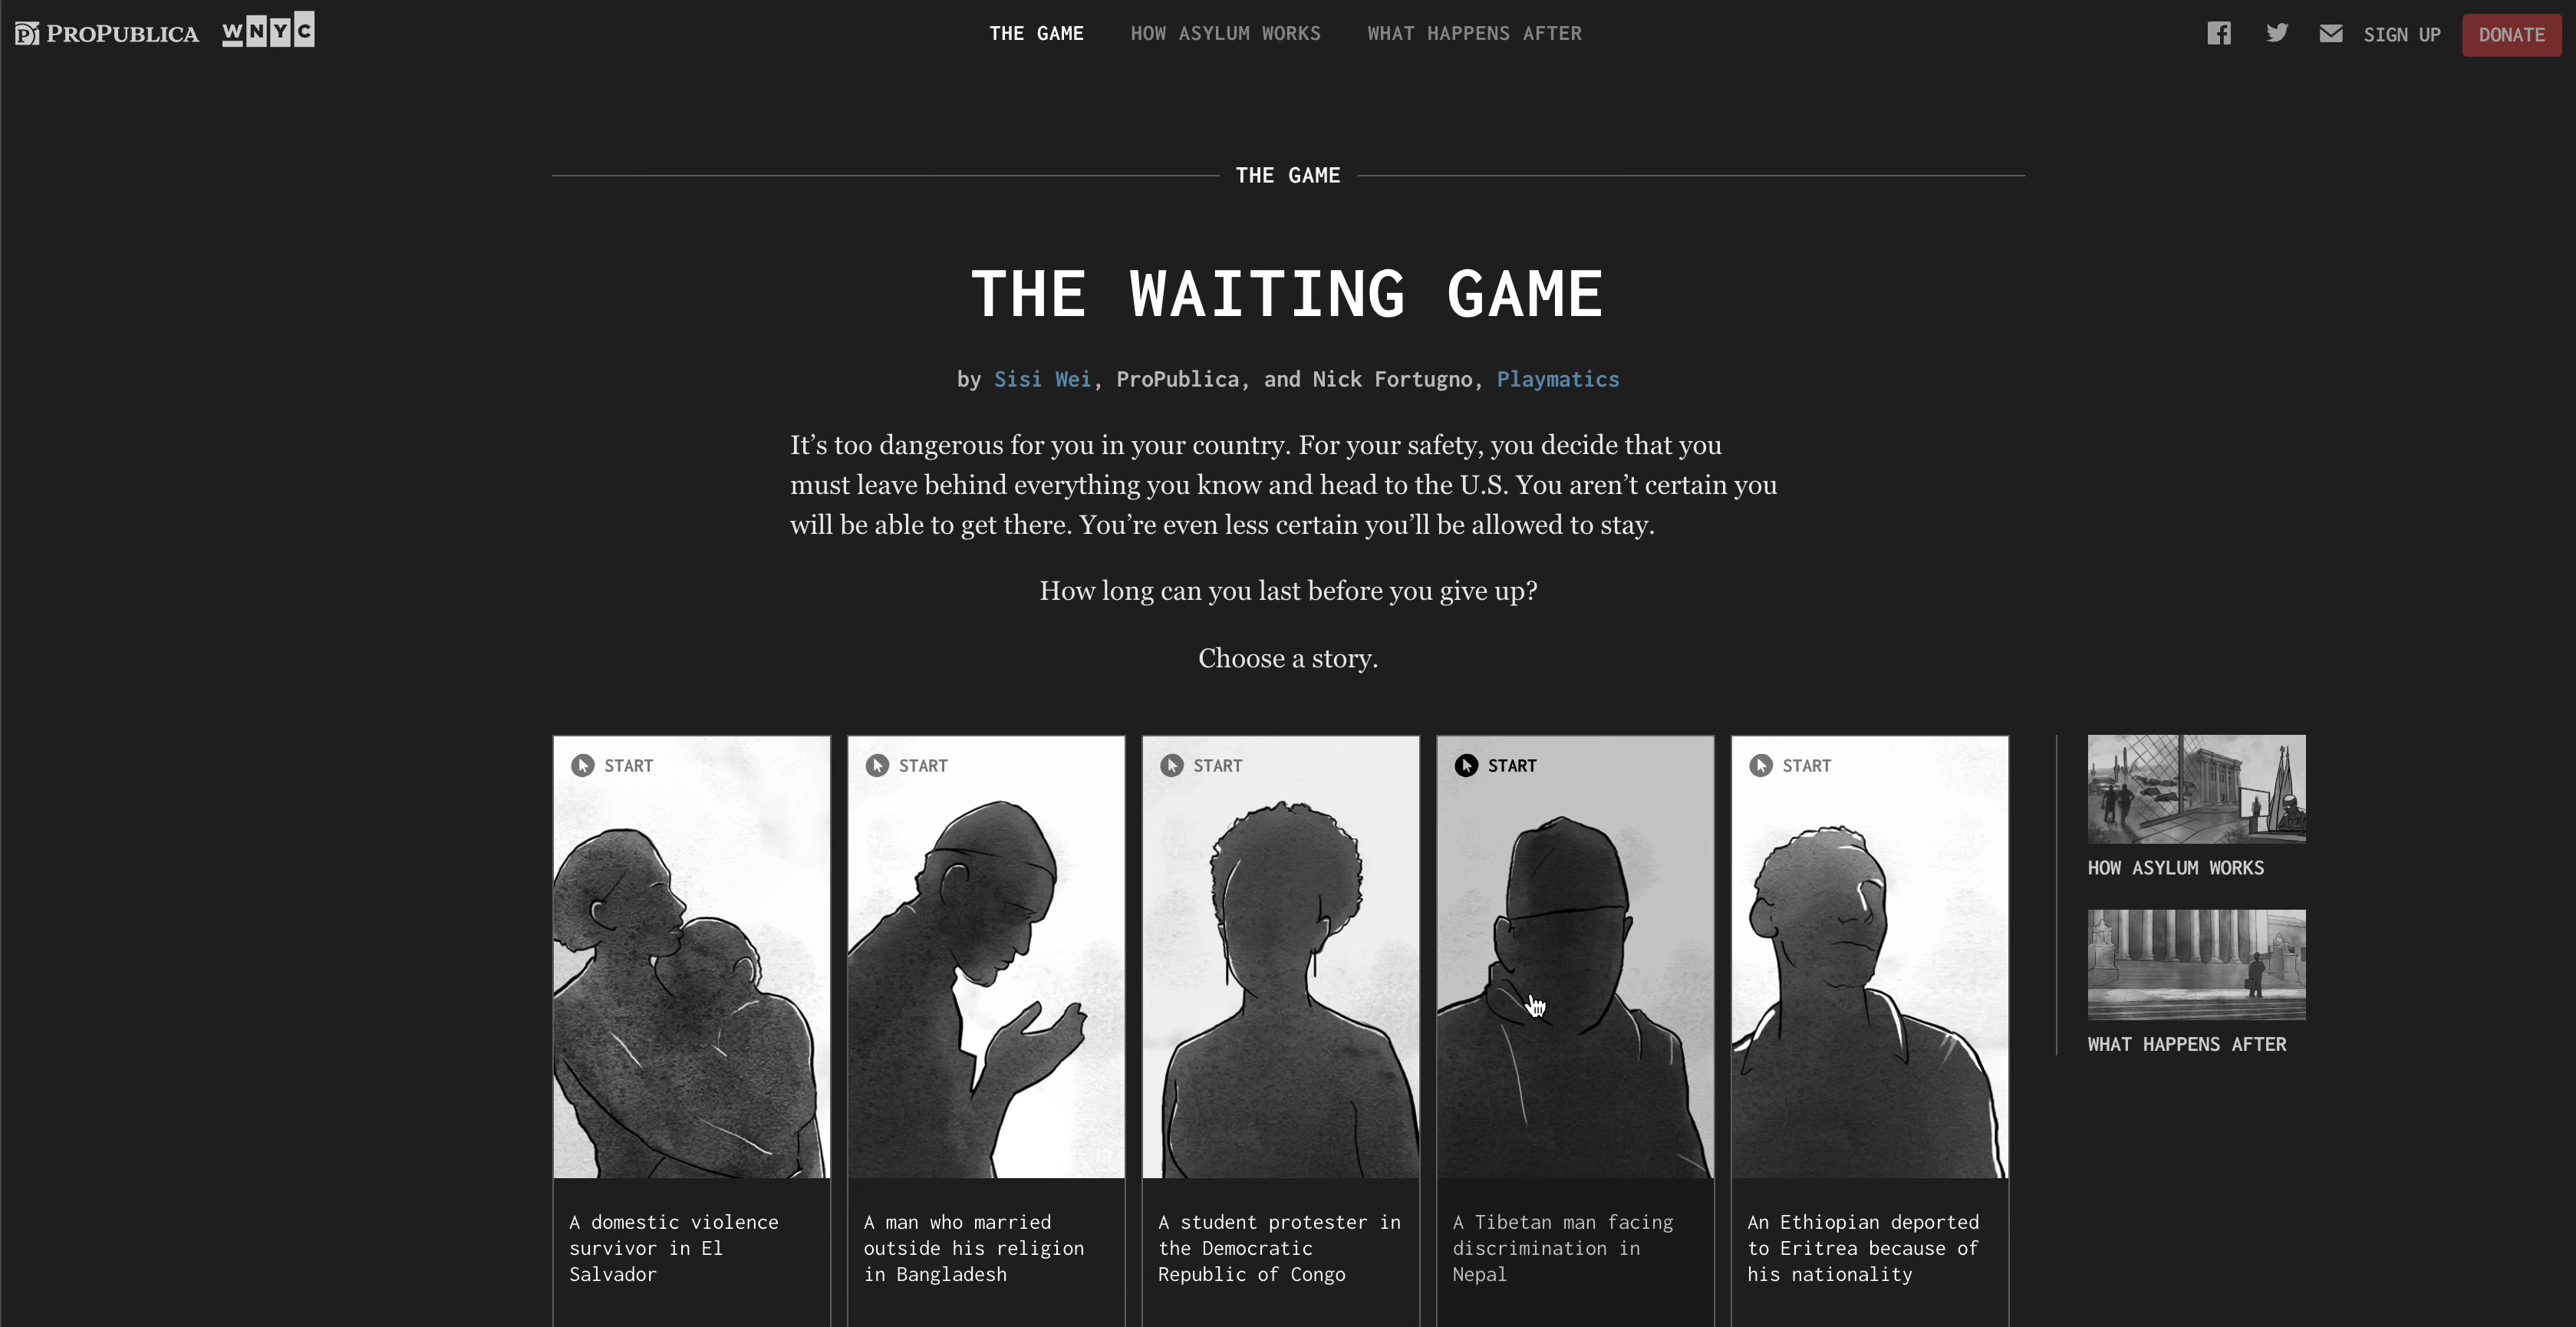 PROPUBLICA WNYC
THE GAME HOW ASYLUM WORKS WHAT HAPPENS AFTER
SIGN UP DONATE
THE GAME
THE WAITING GAME
by Sisi Wei, ProPublica, and Nick Fortugno, Playmatics
It’s too dangerous for you in your country. For your safety, you decide that you
must leave behind everything you know and head to the U.S. You aren’t certain you
will be able to get there. You’re even less certain you’ll be allowed to stay.
How long can you last before you give up?
Choose a story.
START
A domestic violence
survivor in El
Salvador
START
A man who married
outside his religion
in Bangladesh
START
A student protester in
the Democratic
Republic of Congo
START
A Tibetan man facing
discrimination in
Nepal
START
An Ethiopian deported
to Eritrea because of
his nationality
HOW ASYLUM WORKS
WHAT HAPPENS AFTER